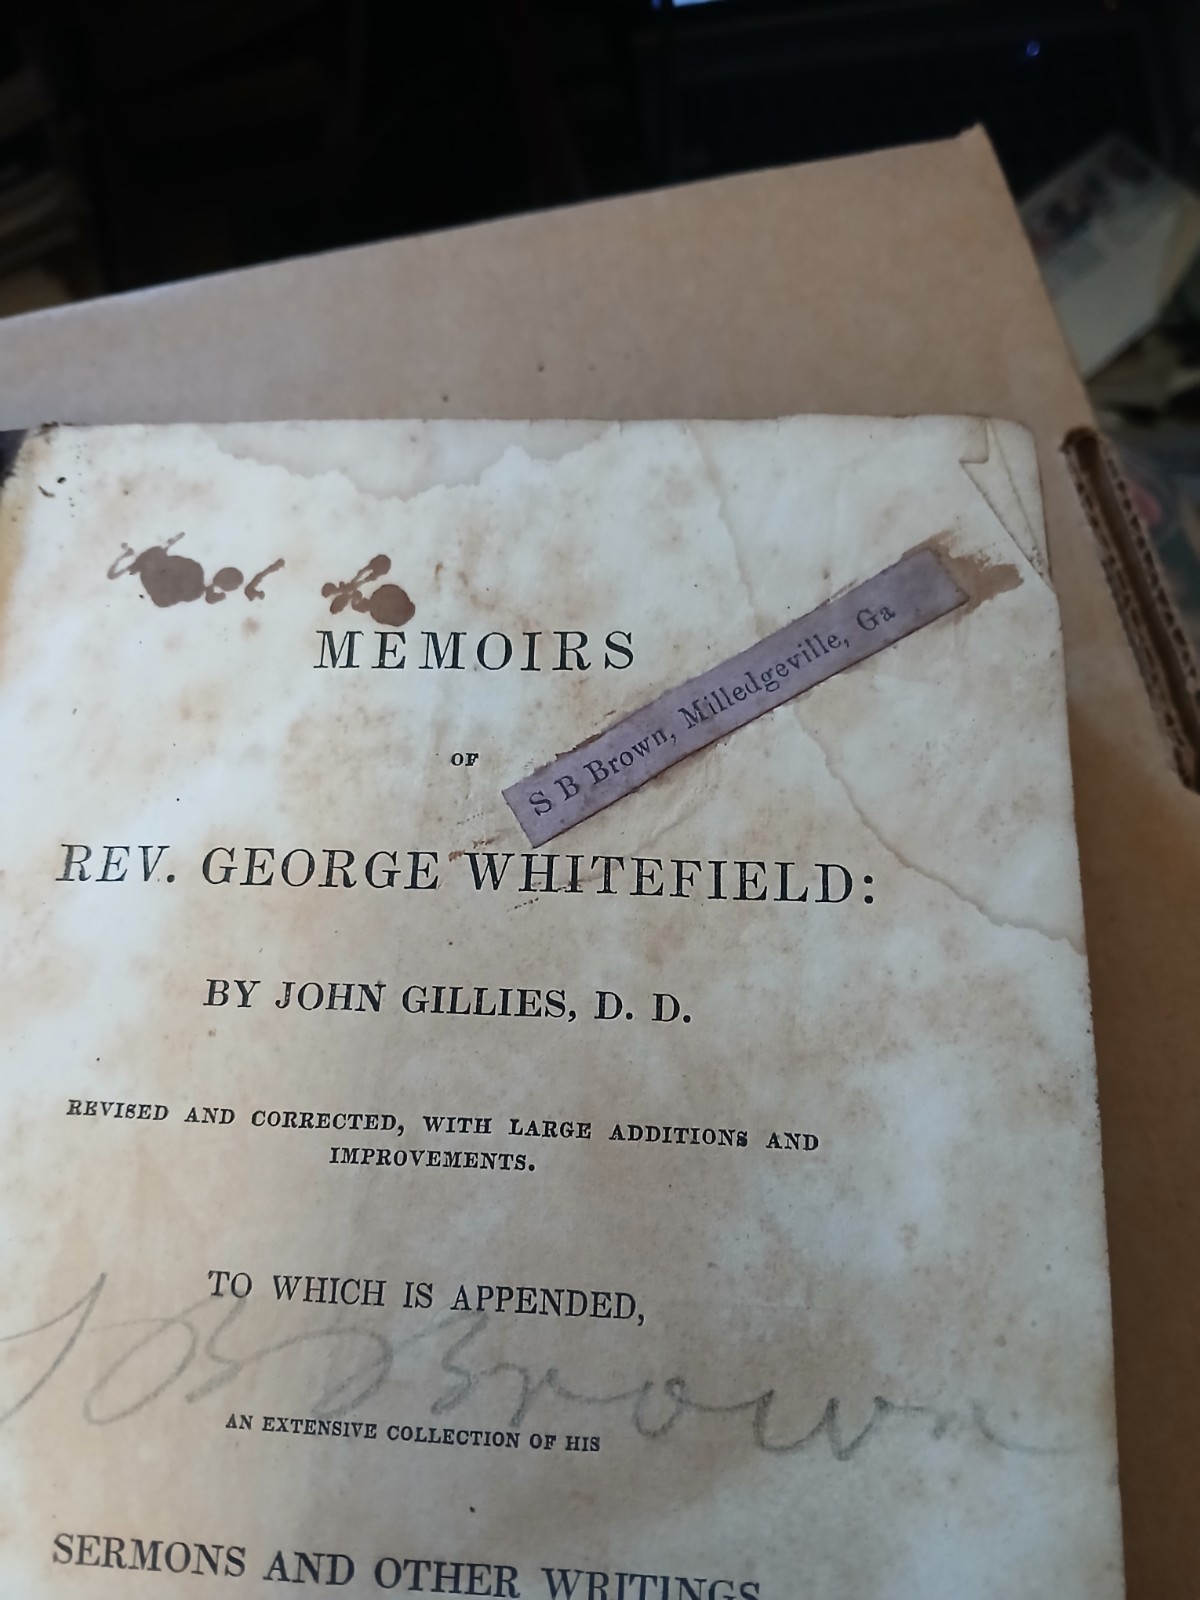 MEMOIRS
OF
S B Brown, Milledgeville, Ga
REV. GEORGE WHITEFIELD:
BY JOHN GILLIES, D. D.
REVISED AND CORRECTED, WITH LARGE ADDITIONS AND
IMPROVEMENTS.
TO WHICH IS APPENDED,
S B Brown
AN EXTENSIVE COLLECTION OF HIS
SERMONS AND OTHER WRITINGS